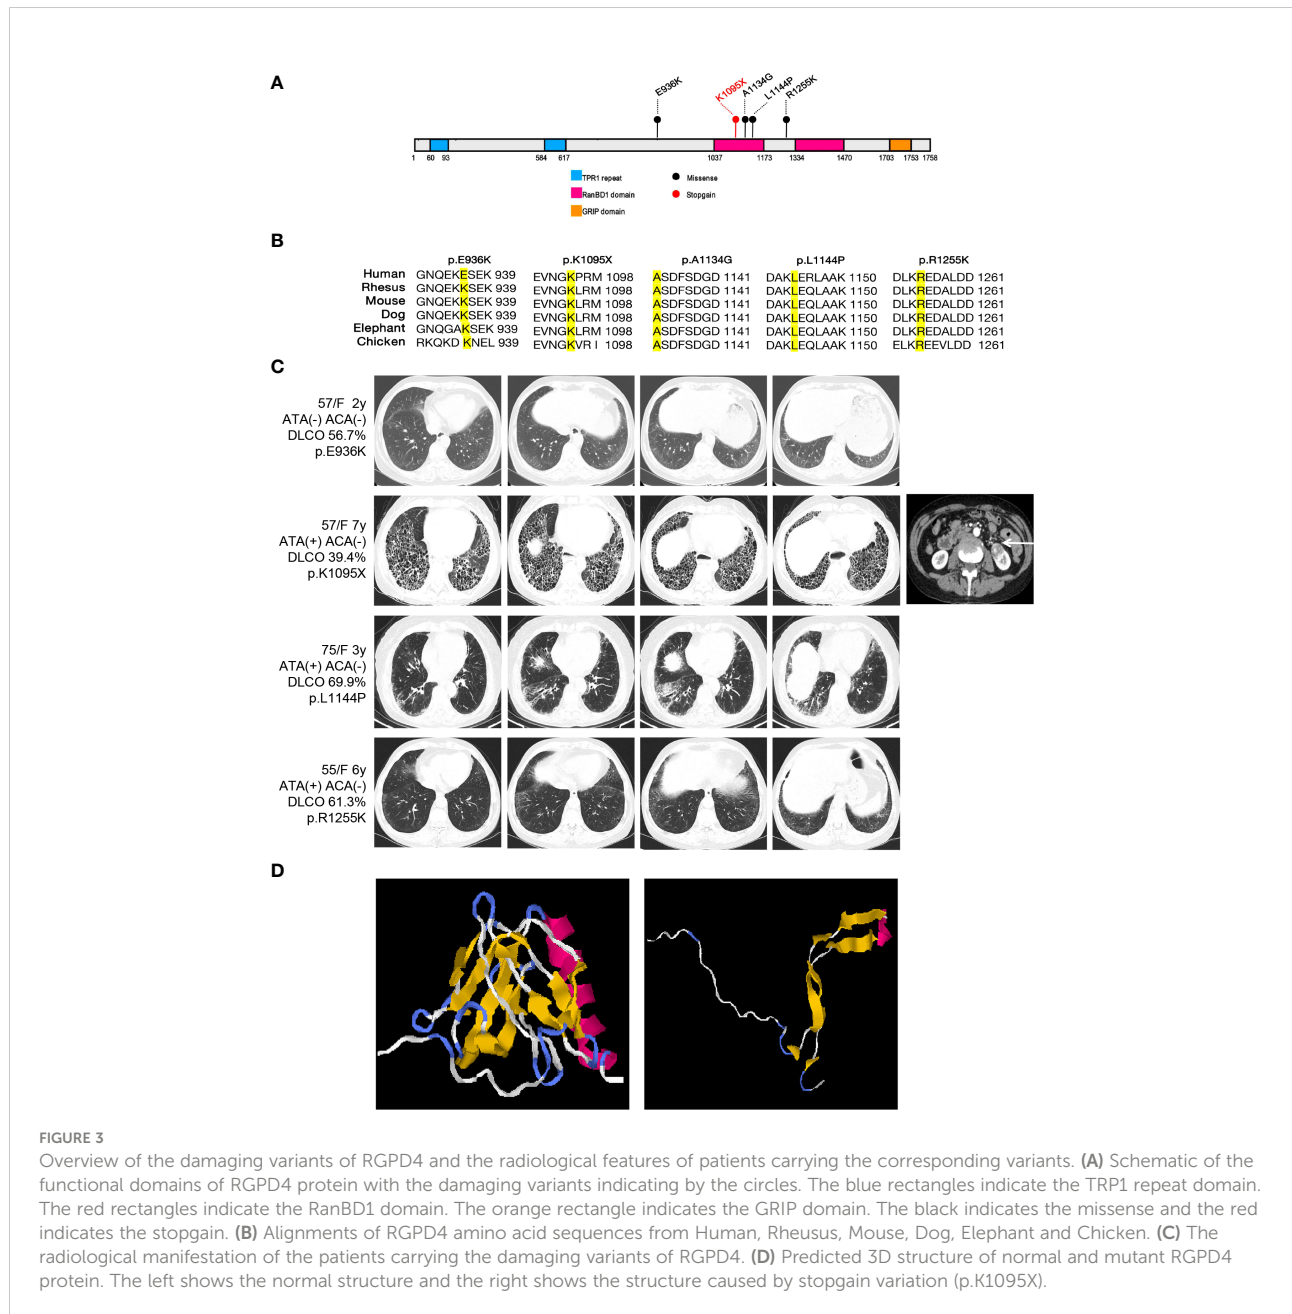 A
E936K
K1095X
A1134G
L1144P
R1255K
1 60 93 584 617 1037 1173 1334 1470 1703 1753 1758
TPR1 repeat
Missense
RanBD1 domain
Stopgain
GRIP domain
B
p.E936K p.K1095X p.A1134G p.L1144P p.R1255K
Human GNQEKESEK 939 EVNGKPRM 1098 ASDFSDGD 1141 DAKLERLAAK 1150 DLKREDALDD 1261
Rhesus GNQEKKSEK 939 EVNGKLRM 1098 ASDFSDGD 1141 DAKLEQLAAK 1150 DLKREDALDD 1261
Mouse GNQEKKSEK 939 EVNGKLRM 1098 ASDFSDGD 1141 DAKLEQLAAK 1150 DLKREDALDD 1261
Dog GNQEKKSEK 939 EVNGKLRM 1098 ASDFSDGD 1141 DAKLEQLAAK 1150 DLKREDALDD 1261
Elephant GNQGAKSEK 939 EVNGKLRM 1098 ASDFSDGD 1141 DAKLEQLAAK 1150 DLKREDALDD 1261
Chicken RKQKD KNEL 939 EVNGKVR I 1098 ASDFSDGD 1141 DAKLEQLAAK 1150 ELKREEVLDD 1261
C
57/F 2y
ATA(-) ACA(-)
DLCO 56.7%
p.E936K
57/F 7y
ATA(+) ACA(-)
DLCO 39.4%
p.K1095X
75/F 3y
ATA(+) ACA(-)
DLCO 69.9%
p.L1144P
55/F 6y
ATA(+) ACA(-)
DLCO 61.3%
p.R1255K
D
FIGURE 3
Overview of the damaging variants of RGPD4 and the radiological features of patients carrying the corresponding variants. (A) Schematic of the
functional domains of RGPD4 protein with the damaging variants indicating by the circles. The blue rectangles indicate the TRP1 repeat domain.
The red rectangles indicate the RanBD1 domain. The orange rectangle indicates the GRIP domain. The black indicates the missense and the red
indicates the stopgain. (B) Alignments of RGPD4 amino acid sequences from Human, Rheusus, Mouse, Dog, Elephant and Chicken. (C) The
radiological manifestation of the patients carrying the damaging variants of RGPD4. (D) Predicted 3D structure of normal and mutant RGPD4
protein. The left shows the normal structure and the right shows the structure caused by stopgain variation (p.K1095X).